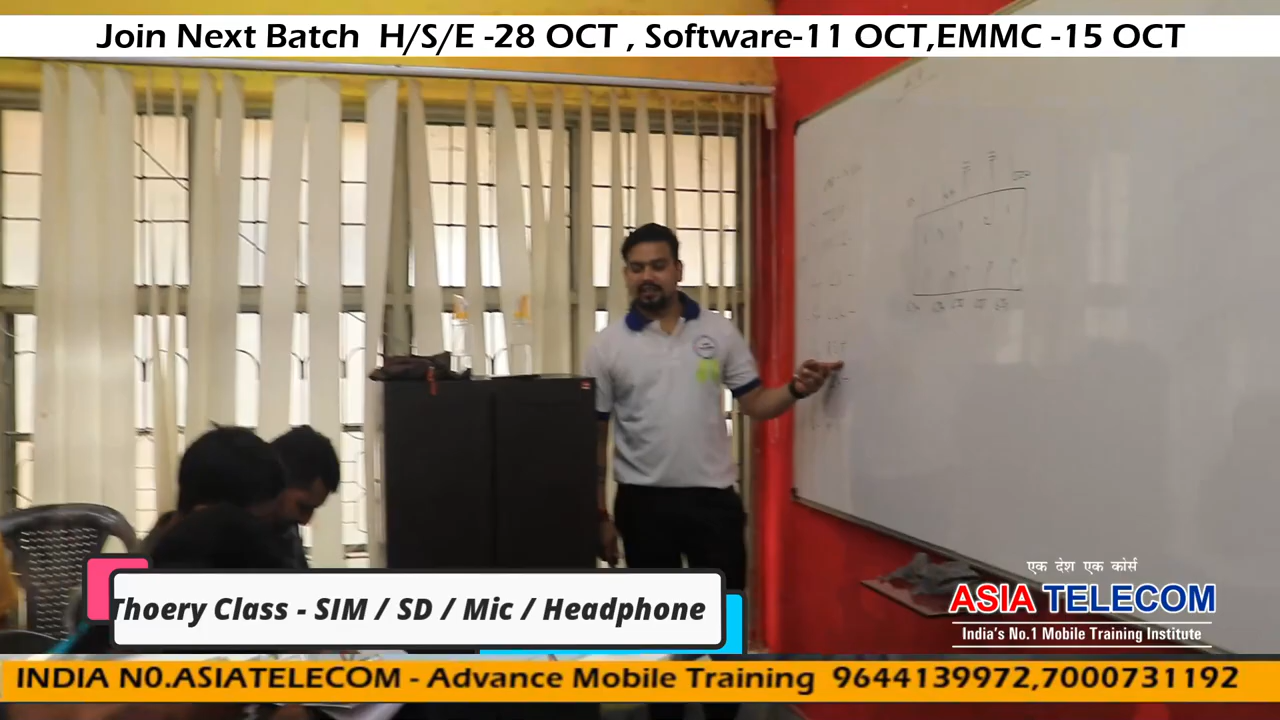 Join Next Batch H/S/E -28 OCT , Software-11 OCT,EMMC -15 OCT
Thoery Class - SIM / SD / Mic / Headphone
एक देश एक कोर्स
ASIA TELECOM
India's No.1 Mobile Training Institute
INDIA N0.ASIATELECOM - Advance Mobile Training 9644139972,7000731192